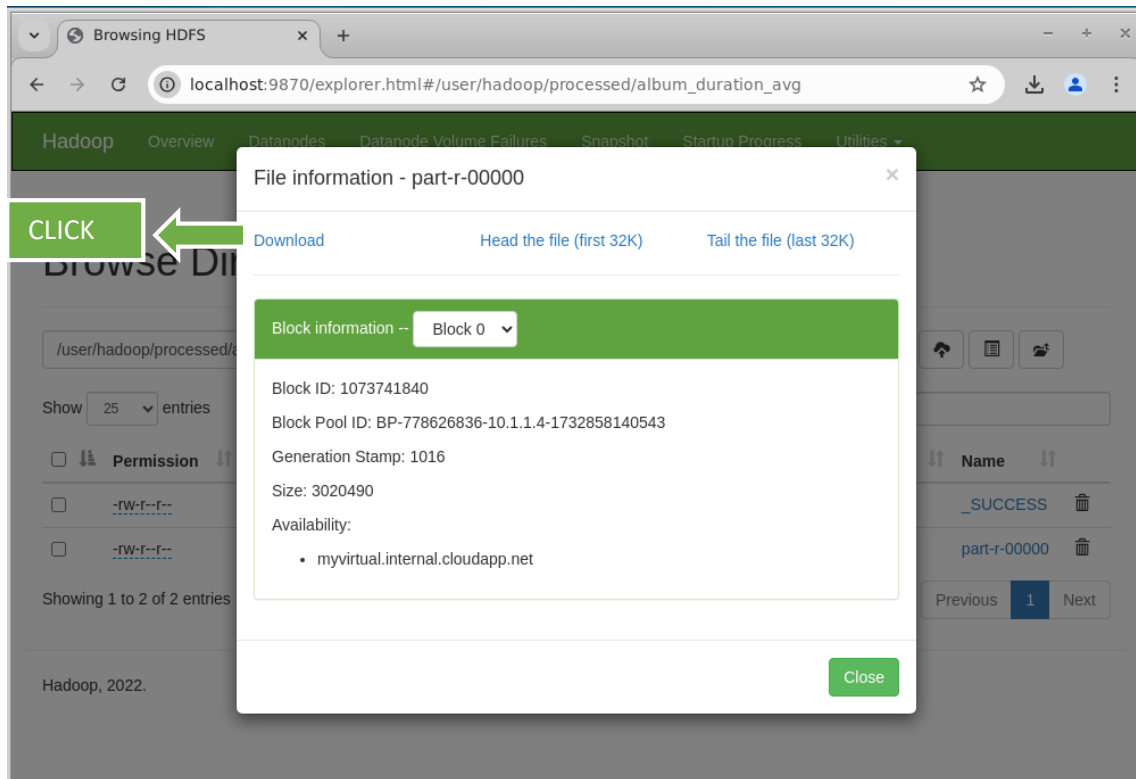 Browsing HDFS
localhost:9870/explorer.html#/user/hadoop/processed/album_duration_avg
Hadoop Overview Datanodes Datanode Volume Failures Snapshot Startup Progress Utilities
File information - part-r-00000 ×
CLICK
Download Head the file (first 32K) Tail the file (last 32K)
Browse Dir
Block information -- Block 0
/user/hadoop/processed/a
Block ID: 1073741840
Show 25 entries
Block Pool ID: BP-778626836-10.1.1.4-1732858140543
Generation Stamp: 1016
Permission Name
Size: 3020490
-rw-r--r-- _SUCCESS
Availability:
-rw-r--r-- part-r-00000
• myvirtual.internal.cloudapp.net
Showing 1 to 2 of 2 entries Previous 1 Next
Close
Hadoop, 2022.